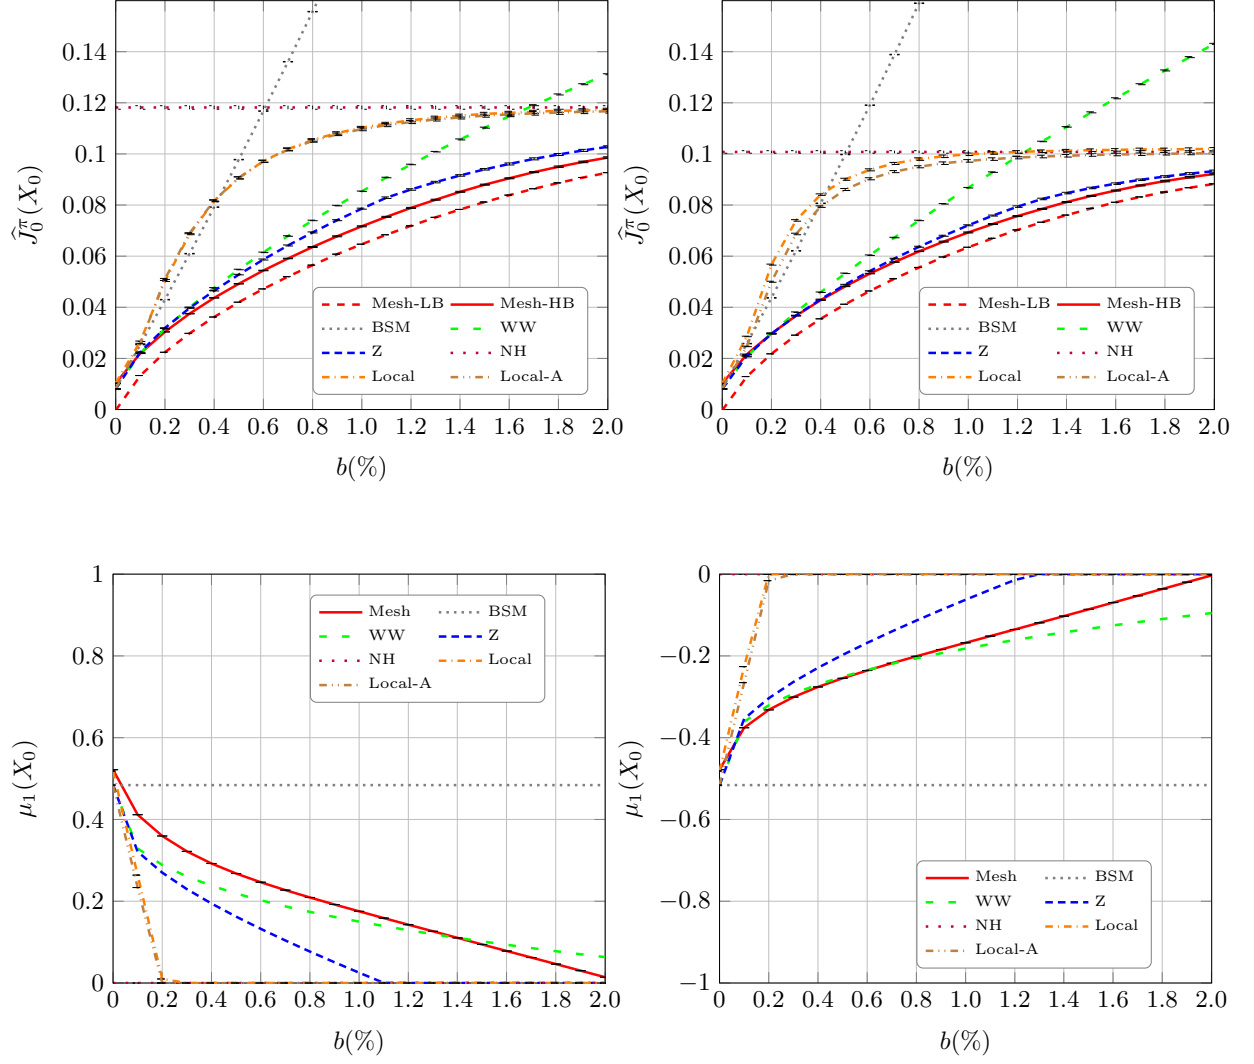 0.14
0.12
0.1
0.08
0.06
0.04
0.02
0
0 0.2 0.4 0.6 0.8 1.0 1.2 1.4 1.6 1.8 2.0
b(%)
Ĵ₀^π(X₀)
Mesh-LB Mesh-HB
BSM WW
Z NH
Local Local-A
0.14
0.12
0.1
0.08
0.06
0.04
0.02
0
0 0.2 0.4 0.6 0.8 1.0 1.2 1.4 1.6 1.8 2.0
b(%)
Ĵ₀^π(X₀)
Mesh-LB Mesh-HB
BSM WW
Z NH
Local Local-A
1
0.8
0.6
0.4
0.2
0
0 0.2 0.4 0.6 0.8 1.0 1.2 1.4 1.6 1.8 2.0
b(%)
μ₁(X₀)
Mesh BSM
WW Z
NH Local
Local-A
0
−0.2
−0.4
−0.6
−0.8
−1
0 0.2 0.4 0.6 0.8 1.0 1.2 1.4 1.6 1.8 2.0
b(%)
μ₁(X₀)
Mesh BSM
WW Z
NH Local
Local-A